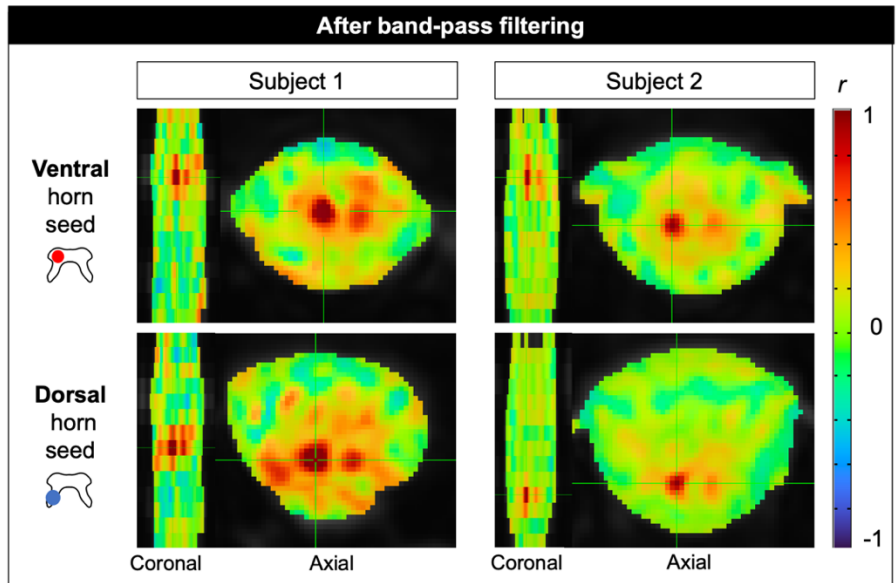 After band-pass filtering
Subject 1
Subject 2
r
Ventral
horn
seed
Dorsal
horn
seed
1
0
-1
Coronal
Axial
Coronal
Axial